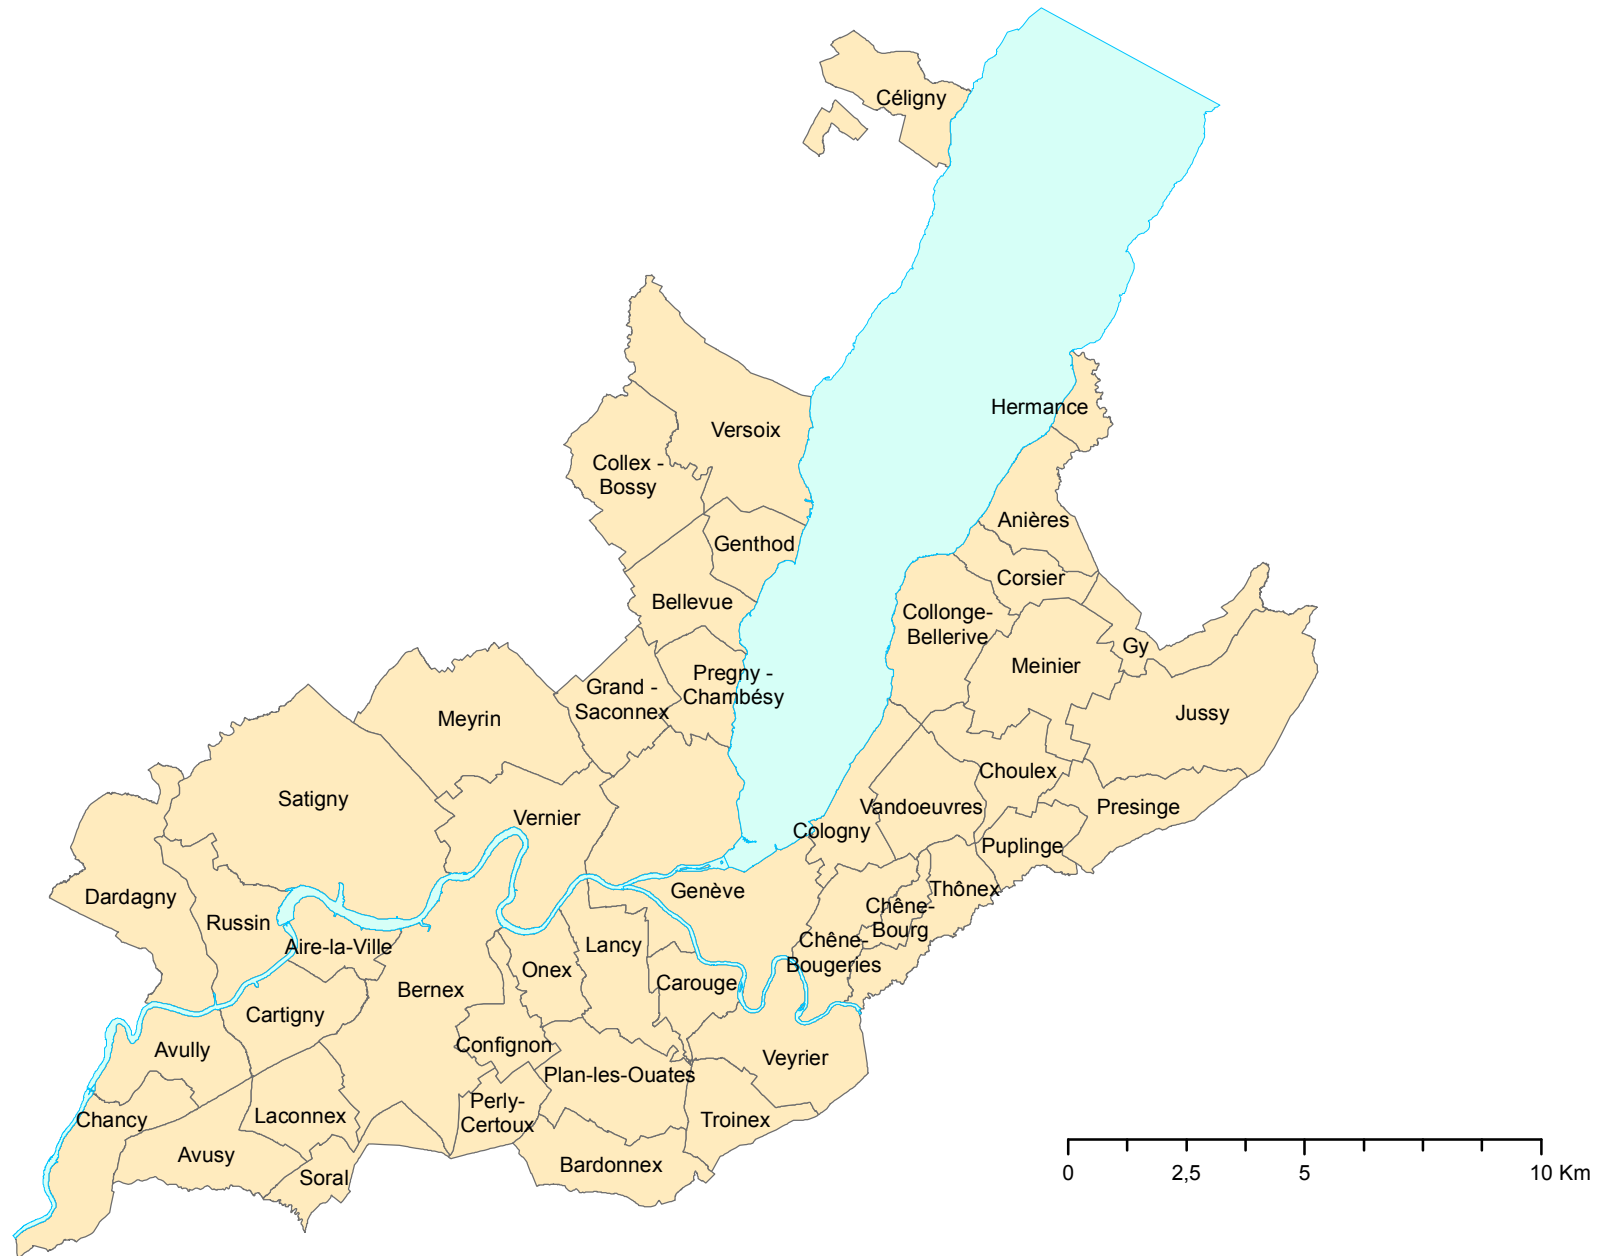 Céligny
Hermance
Versoix
Collex -
Bossy
Anières
Genthod
Corsier
Bellevue
Collonge-
Bellerive
Gy
Meinier
Pregny -
Chambésy
Grand -
Saconnex
Meyrin
Jussy
Choulex
Satigny
Vandoeuvres
Presinge
Vernier
Cologny
Puplinge
Genève
Thônex
Dardagny
Chêne-
Bourg
Russin
Aire-la-Ville
Lancy
Chêne-
Bougeries
Onex
Carouge
Bernex
Cartigny
Confignon
Avully
Veyrier
Plan-les-Ouates
Perly-
Certoux
Chancy
Laconnex
Troinex
Avusy
Bardonnex
Soral
0 2,5 5 10 Km